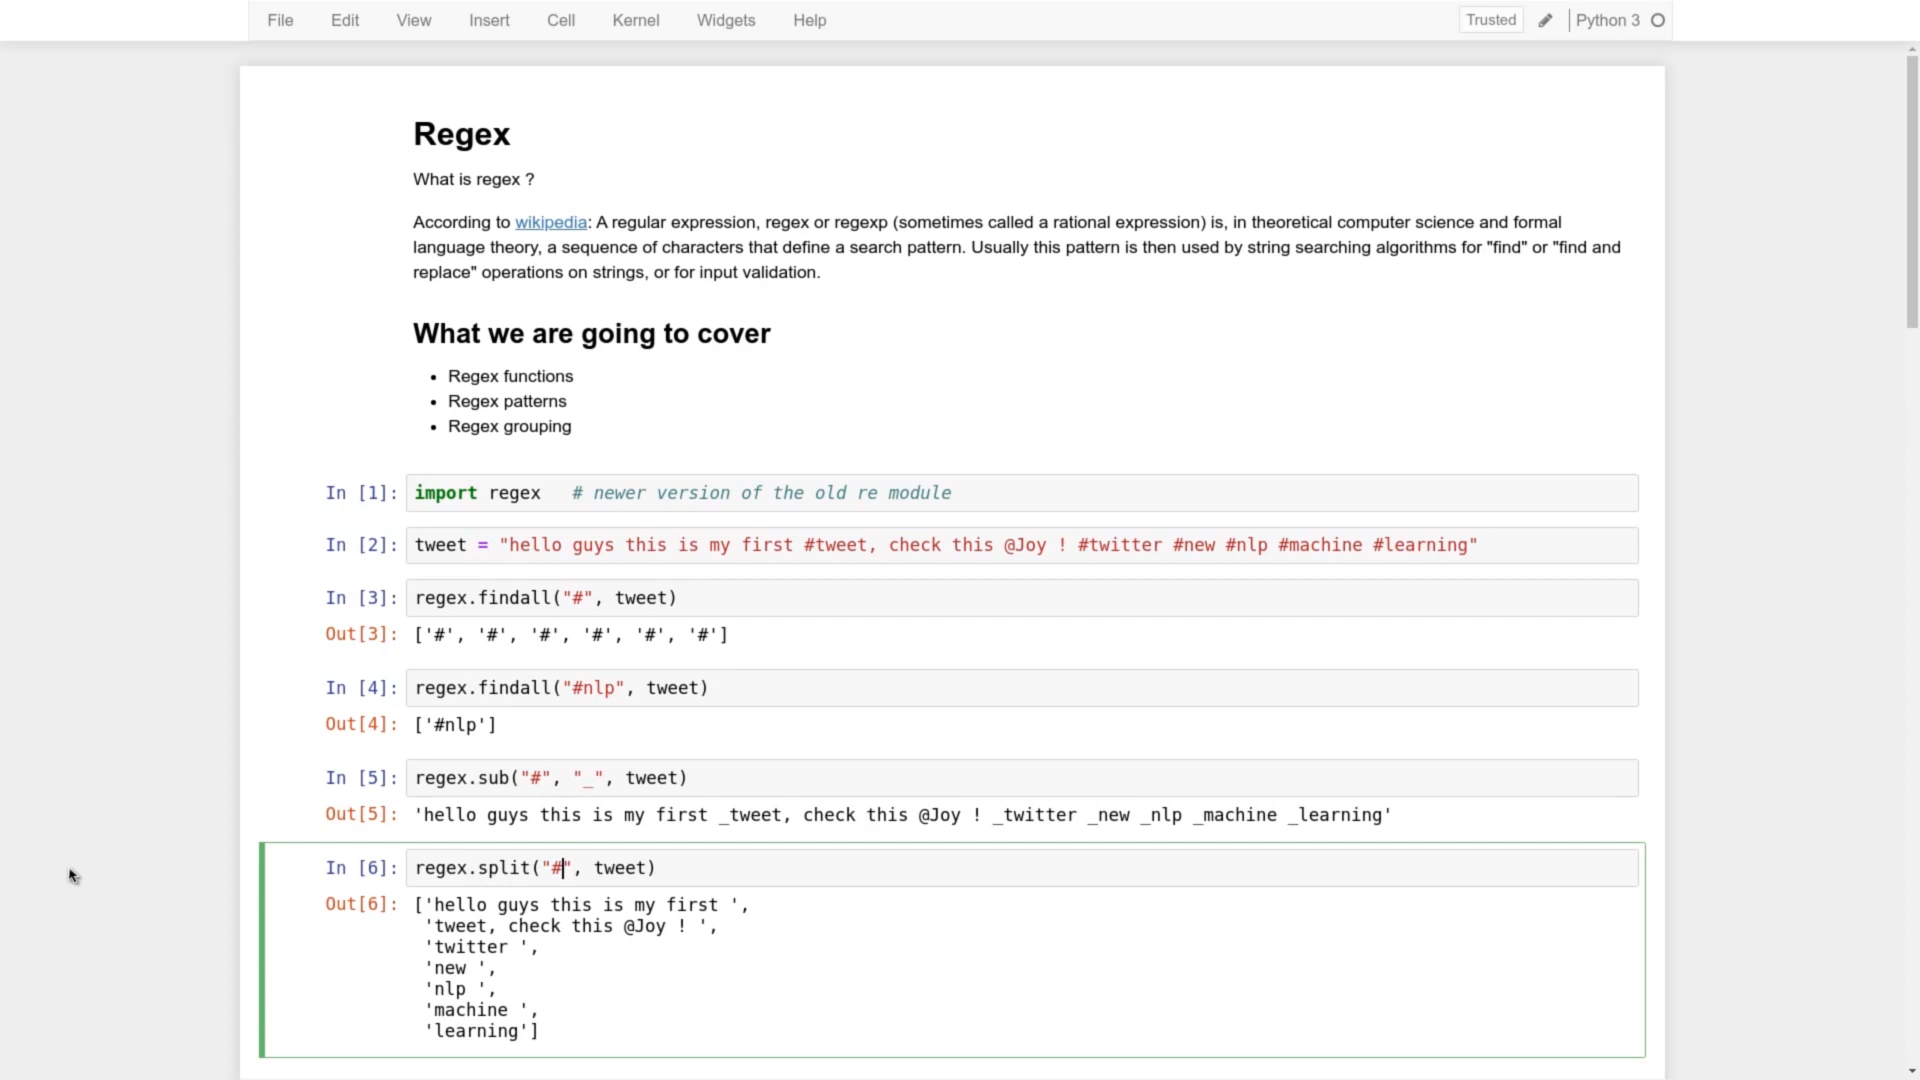 File Edit View Insert Cell Kernel Widgets Help Trusted Python 3
Regex
What is regex ?
According to wikipedia: A regular expression, regex or regexp (sometimes called a rational expression) is, in theoretical computer science and formal
language theory, a sequence of characters that define a search pattern. Usually this pattern is then used by string searching algorithms for "find" or "find and
replace" operations on strings, or for input validation.
What we are going to cover
• Regex functions
• Regex patterns
• Regex grouping
In [1]: import regex   # newer version of the old re module
In [2]: tweet = "hello guys this is my first #tweet, check this @Joy ! #twitter #new #nlp #machine #learning"
In [3]: regex.findall("#", tweet)
Out[3]: ['#', '#', '#', '#', '#', '#']
In [4]: regex.findall("#nlp", tweet)
Out[4]: ['#nlp']
In [5]: regex.sub("#", "_", tweet)
Out[5]: 'hello guys this is my first _tweet, check this @Joy ! _twitter _new _nlp _machine _learning'
In [6]: regex.split("#", tweet)
Out[6]: ['hello guys this is my first ',
'tweet, check this @Joy ! ',
'twitter ',
'new ',
'nlp ',
'machine ',
'learning']